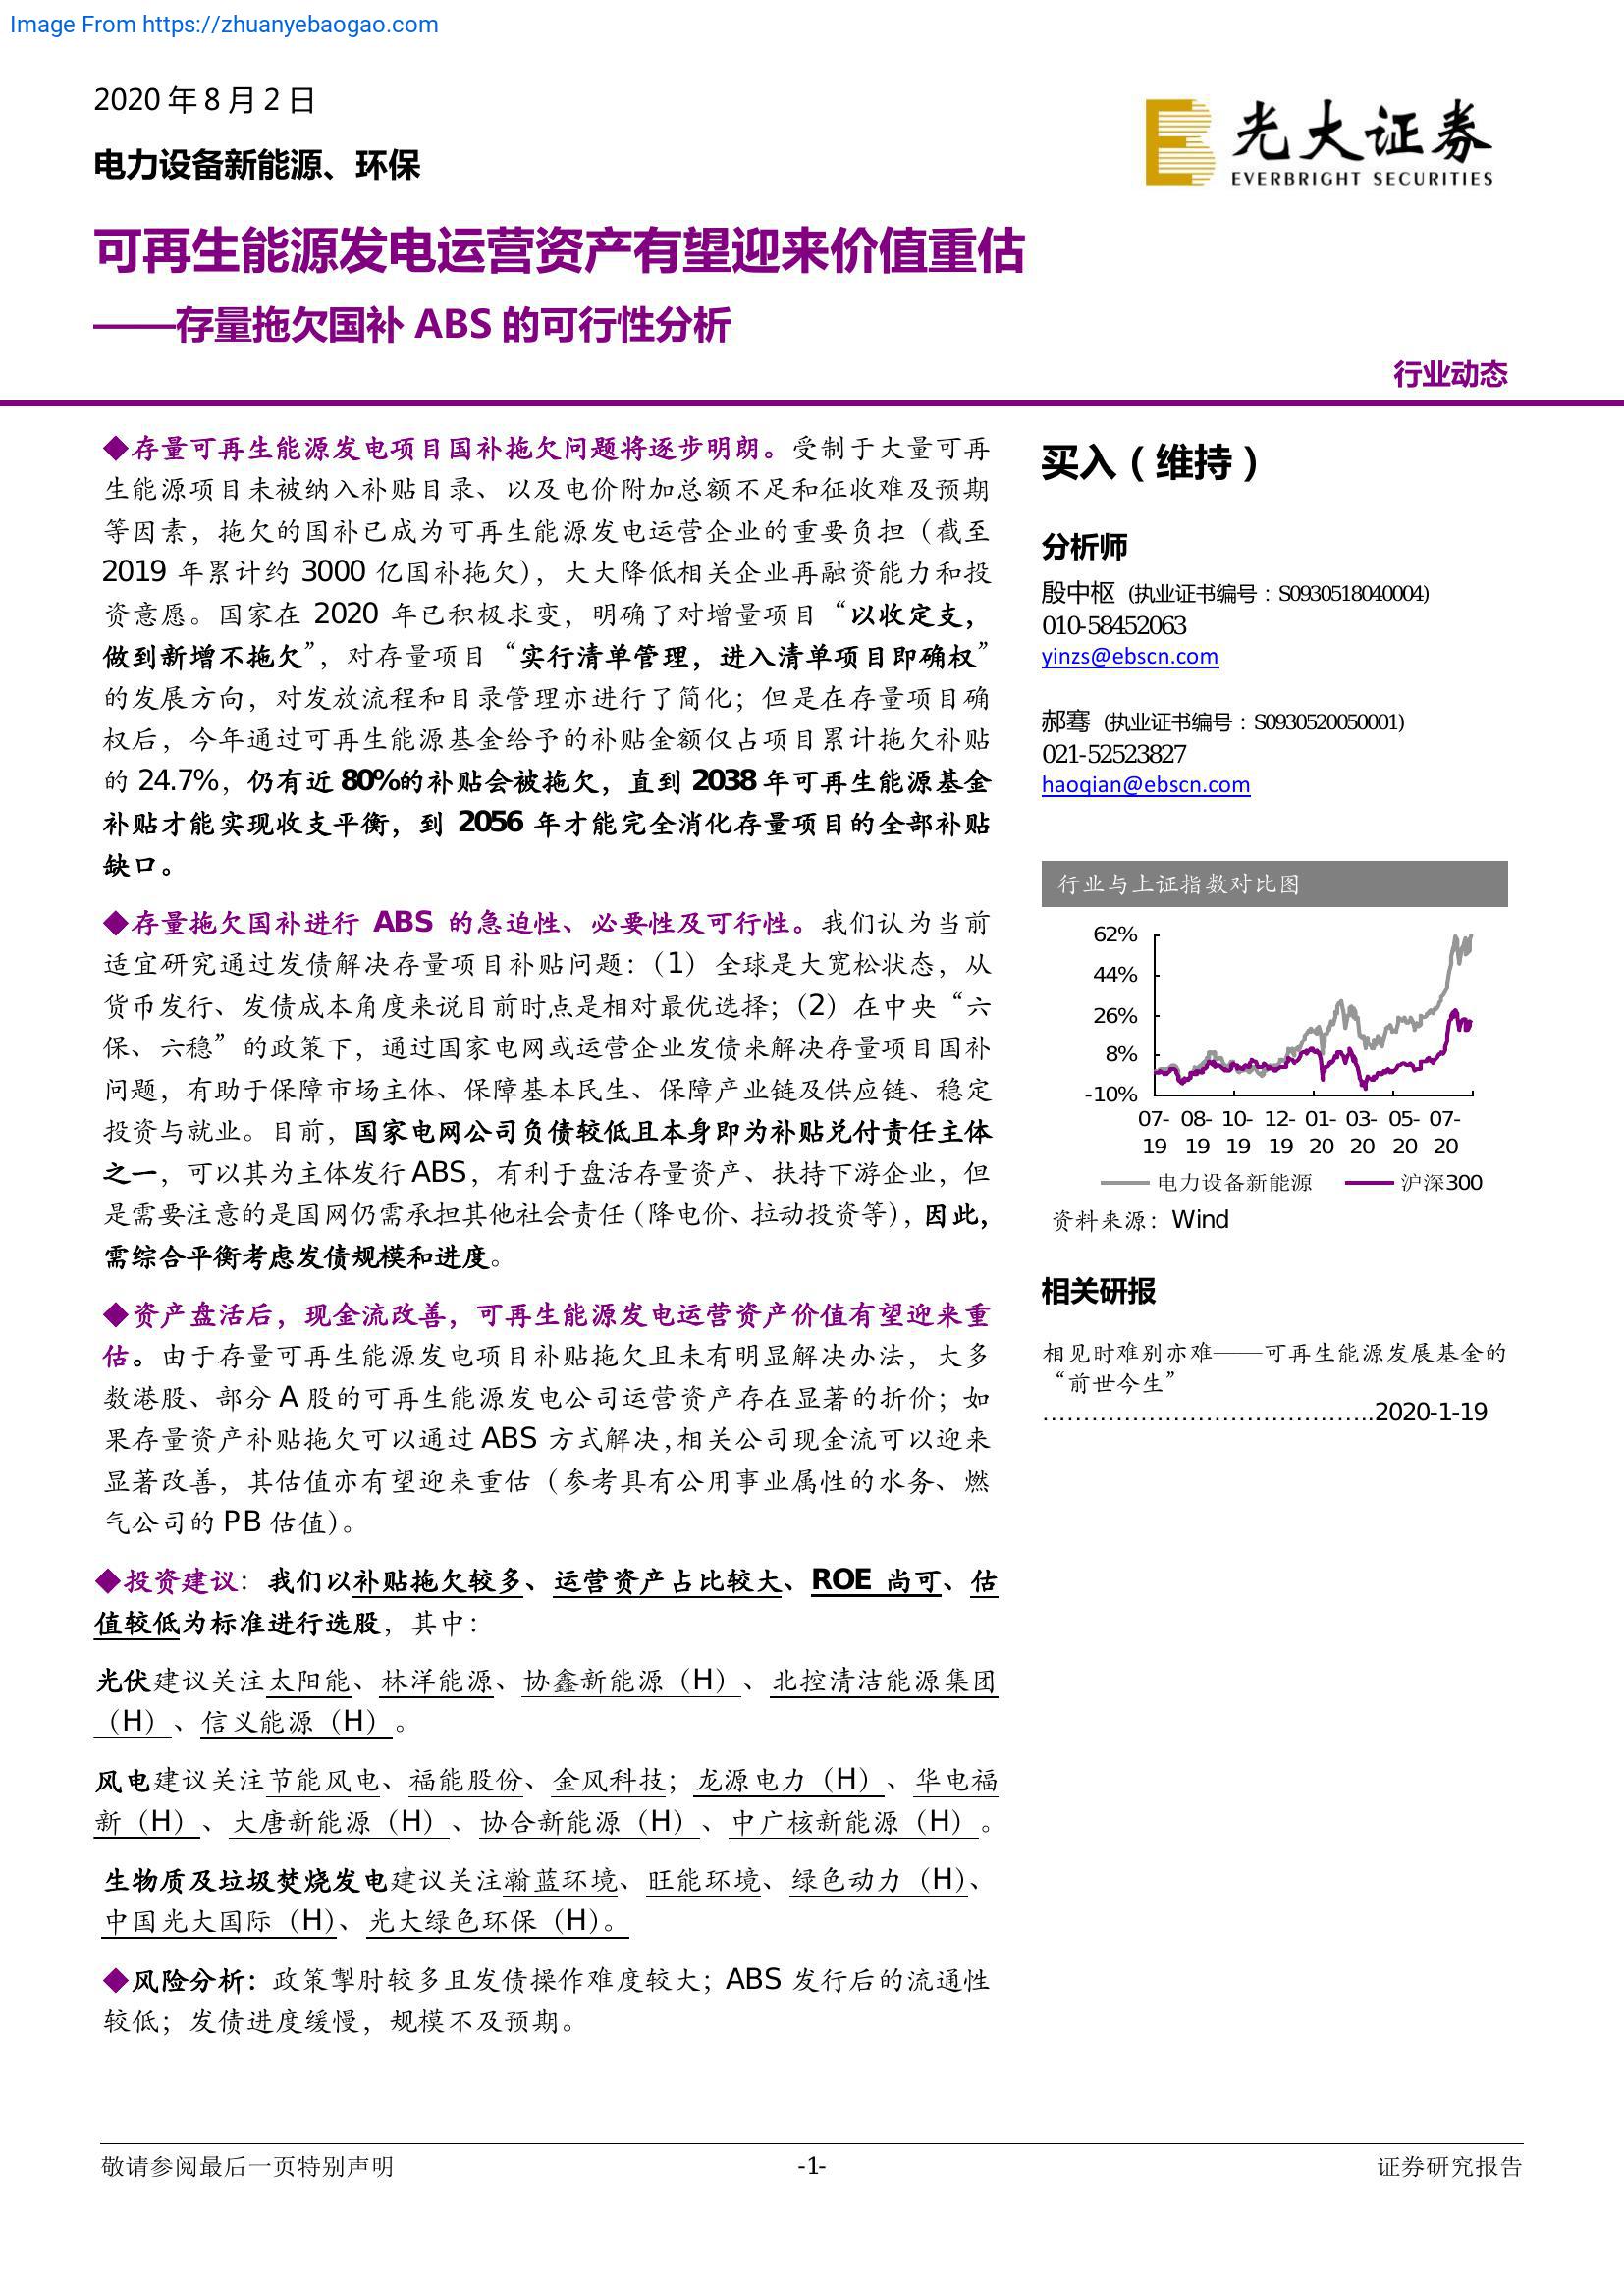 Image From https://zhuanyebaogao.com
2020 年 8 月 2 日
电力设备新能源、环保
光大证券
EVERBRIGHT SECURITIES
可再生能源发电运营资产有望迎来价值重估
——存量拖欠国补 ABS 的可行性分析
行业动态
◆存量可再生能源发电项目国补拖欠问题将逐步明朗。受制于大量可再
生能源项目未被纳入补贴目录、以及电价附加总额不足和征收难及预期
等因素，拖欠的国补已成为可再生能源发电运营企业的重要负担（截至
2019 年累计约 3000 亿国补拖欠），大大降低相关企业再融资能力和投
资意愿。国家在 2020 年已积极求变，明确了对增量项目“以收定支，
做到新增不拖欠”，对存量项目“实行清单管理，进入清单项目即确权”
的发展方向，对发放流程和目录管理亦进行了简化；但是在存量项目确
权后，今年通过可再生能源基金给予的补贴金额仅占项目累计拖欠补贴
的 24.7%，仍有近 80%的补贴会被拖欠，直到 2038 年可再生能源基金
补贴才能实现收支平衡，到 2056 年才能完全消化存量项目的全部补贴
缺口。
◆存量拖欠国补进行 ABS 的急迫性、必要性及可行性。我们认为当前
适宜研究通过发债解决存量项目补贴问题：（1）全球是大宽松状态，从
货币发行、发债成本角度来说目前时点是相对最优选择；（2）在中央“六
保、六稳”的政策下，通过国家电网或运营企业发债来解决存量项目国补
问题，有助于保障市场主体、保障基本民生、保障产业链及供应链、稳定
投资与就业。目前，国家电网公司负债较低且本身即为补贴兑付责任主体
之一，可以其为主体发行 ABS，有利于盘活存量资产、扶持下游企业，但
是需要注意的是国网仍需承担其他社会责任（降电价、拉动投资等），因此，
需综合平衡考虑发债规模和进度。
◆资产盘活后，现金流改善，可再生能源发电运营资产价值有望迎来重
估。由于存量可再生能源发电项目补贴拖欠且未有明显解决办法，大多
数港股、部分 A 股的可再生能源发电公司运营资产存在显著的折价；如
果存量资产补贴拖欠可以通过 ABS 方式解决，相关公司现金流可以迎来
显著改善，其估值亦有望迎来重估（参考具有公用事业属性的水务、燃
气公司的 PB 估值）。
◆投资建议：我们以补贴拖欠较多、运营资产占比较大、ROE 尚可、估
值较低为标准进行选股，其中：
光伏建议关注太阳能、林洋能源、协鑫新能源（H）、北控清洁能源集团
（H）、信义能源（H）。
风电建议关注节能风电、福能股份、金风科技；龙源电力（H）、华电福
新（H）、大唐新能源（H）、协合新能源（H）、中广核新能源（H）。
生物质及垃圾焚烧发电建议关注瀚蓝环境、旺能环境、绿色动力（H）、
中国光大国际（H）、光大绿色环保（H）。
◆风险分析：政策掣肘较多且发债操作难度较大；ABS 发行后的流通性
较低；发债进度缓慢，规模不及预期。
买入（维持）
分析师
殷中枢 (执业证书编号：S0930518040004)
010-58452063
yinzs@ebscn.com
郝骞 (执业证书编号：S0930520050001)
021-52523827
haoqian@ebscn.com
行业与上证指数对比图
62%
44%
26%
8%
-10%
07- 08- 10- 12- 01- 03- 05- 07-
19 19 19 19 20 20 20 20
电力设备新能源 沪深300
资料来源：Wind
相关研报
相见时难别亦难——可再生能源发展基金的
“前世今生”
…………………………………..2020-1-19
敬请参阅最后一页特别声明 -1- 证券研究报告